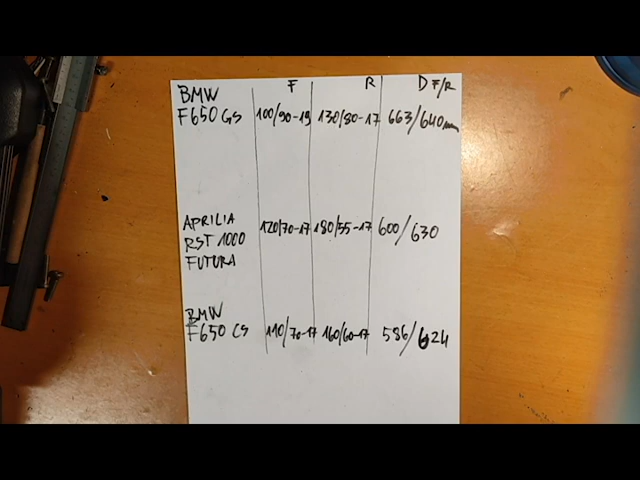 F R D F/R
BMW
F650 GS 100/90-19 130/80-17 663/640mm
APRILIA
RST 1000 120/70-17 180/55-17 600/630
FUTURA
BMW
F650 CS 110/70-17 160/60-17 586/624